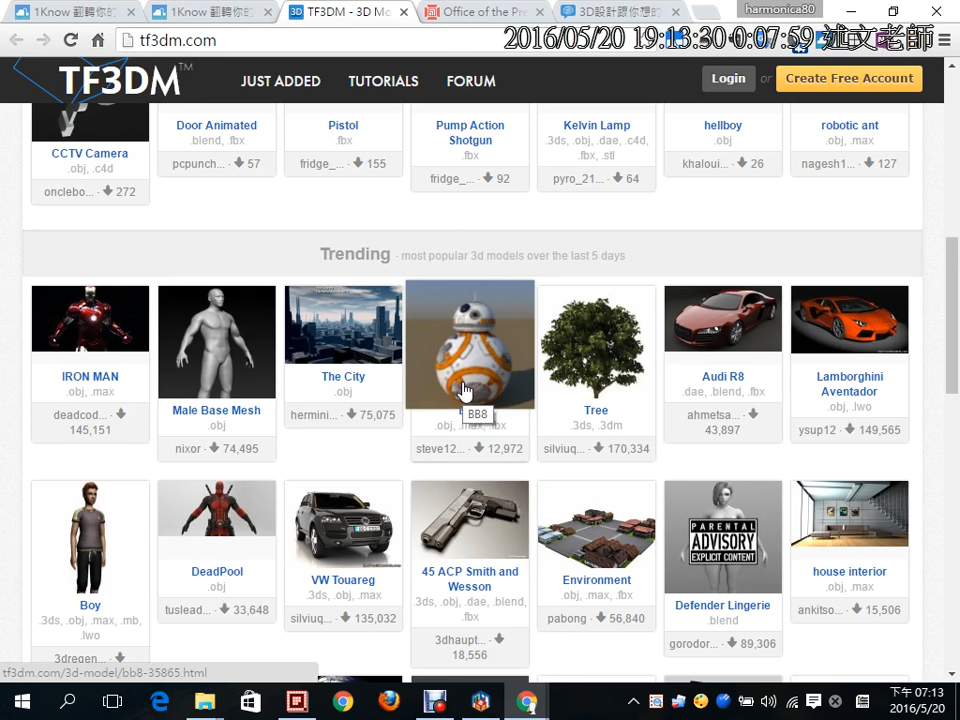 1Know 翻轉你的
1Know 翻轉你的
TF3DM - 3D Mo
Office of the Pre
3D設計跟你想的
harmonica80
tf3dm.com
2016/05/20 19:13:30 0:07:59 述文老師
TF3DM™
JUST ADDED
TUTORIALS
FORUM
Login
or
Create Free Account
CCTV Camera
.obj, .c4d
onclebo... · 272
Door Animated
.blend, .fbx
pcpunch... · 57
Pistol
.fbx
fridge_... · 155
Pump Action
Shotgun
.fbx
fridge_... · 92
Kelvin Lamp
.3ds, .obj, .dae, .c4d,
.fbx, .stl
pyro_21... · 64
hellboy
.obj
khaloui... · 26
robotic ant
.obj, .max
nagesh1... · 127
Trending - most popular 3d models over the last 5 days
IRON MAN
.obj, .max
deadcod... ·
145,151
Male Base Mesh
.obj
nixor · 74,495
The City
.obj
hermini... · 75,075
BB8
.obj, .max, .fbx
steve12... · 12,972
Tree
.3ds, .3dm
silviuq... · 170,334
Audi R8
.dae, .blend, .fbx
ahmetsa... ·
43,897
Lamborghini
Aventador
.obj, .lwo
ysup12 · 149,565
Boy
.3ds, .obj, .max, .mb,
.lwo
3dregen... ·
DeadPool
.obj
tuslead... · 33,648
VW Touareg
.3ds, .obj, .max
silviuq... · 135,032
45 ACP Smith and
Wesson
.3ds, .obj, .dae, .blend,
.fbx
3dhaupt... ·
18,556
Environment
.obj, .max, .fbx
pabong · 56,840
PARENTAL
ADVISORY
EXPLICIT CONTENT
Defender Lingerie
.blend
gorodor... · 89,306
house interior
.obj, .max
ankitso... · 15,506
tf3dm.com/3d-model/bb8-35865.html
下午 07:13
2016/5/20